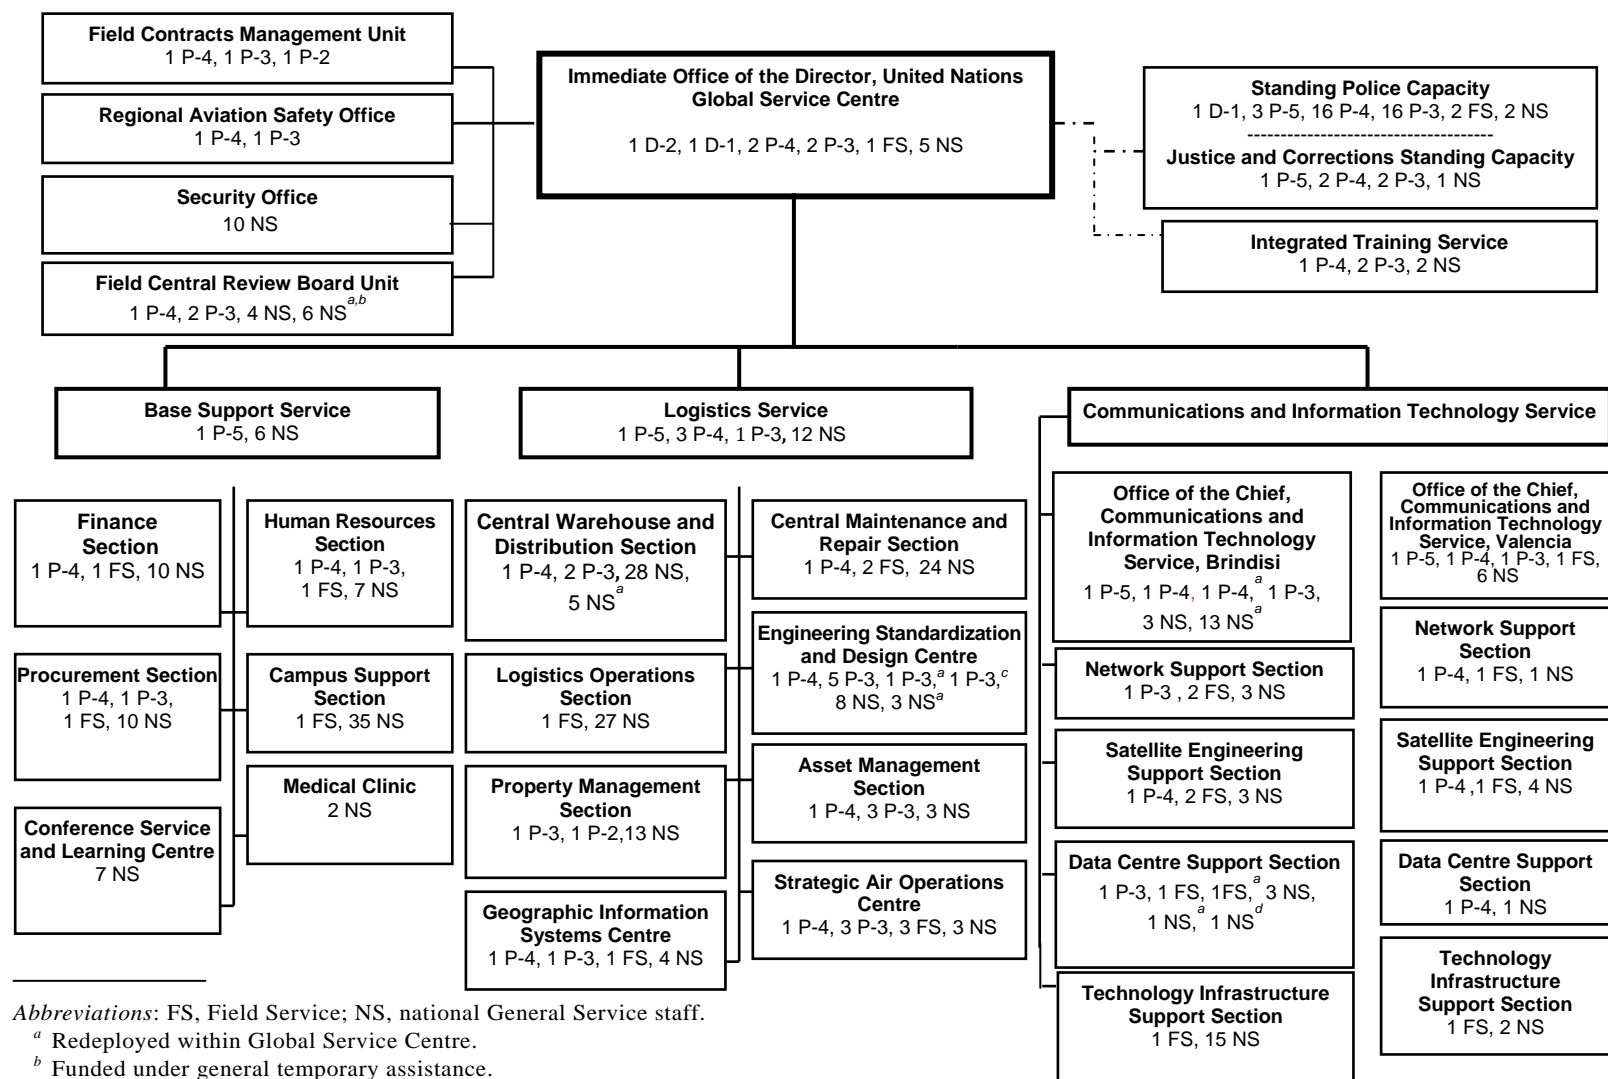 Field Contracts Management Unit
1 P-4, 1 P-3, 1 P-2
Regional Aviation Safety Office
1 P-4, 1 P-3
Security Office
10 NS
Field Central Review Board Unit
1 P-4, 2 P-3, 4 NS, 6 NS a,b
Immediate Office of the Director, United Nations
Global Service Centre
1 D-2, 1 D-1, 2 P-4, 2 P-3, 1 FS, 5 NS
Standing Police Capacity
1 D-1, 3 P-5, 16 P-4, 16 P-3, 2 FS, 2 NS
-------------------------------------
Justice and Corrections Standing Capacity
1 P-5, 2 P-4, 2 P-3, 1 NS
Integrated Training Service
1 P-4, 2 P-3, 2 NS
Base Support Service
1 P-5, 6 NS
Logistics Service
1 P-5, 3 P-4, 1 P-3, 12 NS
Communications and Information Technology Service
Finance
Section
1 P-4, 1 FS, 10 NS
Human Resources
Section
1 P-4, 1 P-3,
1 FS, 7 NS
Procurement Section
1 P-4, 1 P-3,
1 FS, 10 NS
Campus Support
Section
1 FS, 35 NS
Medical Clinic
2 NS
Conference Service
and Learning Centre
7 NS
Central Warehouse and
Distribution Section
1 P-4, 2 P-3, 28 NS,
5 NS a
Central Maintenance and
Repair Section
1 P-4, 2 FS, 24 NS
Logistics Operations
Section
1 FS, 27 NS
Engineering Standardization
and Design Centre
1 P-4, 5 P-3, 1 P-3,a 1 P-3,c
8 NS, 3 NS a
Property Management
Section
1 P-3, 1 P-2,13 NS
Asset Management
Section
1 P-4, 3 P-3, 3 NS
Geographic Information
Systems Centre
1 P-4, 1 P-3, 1 FS, 4 NS
Strategic Air Operations
Centre
1 P-4, 3 P-3, 3 FS, 3 NS
Office of the Chief,
Communications and
Information Technology
Service, Brindisi
1 P-5, 1 P-4, 1 P-4,a 1 P-3,
3 NS, 13 NS a
Network Support Section
1 P-3 , 2 FS, 3 NS
Satellite Engineering
Support Section
1 P-4, 2 FS, 3 NS
Data Centre Support Section
1 P-3, 1 FS, 1FS,a 3 NS,
1 NS,a 1 NS d
Technology Infrastructure
Support Section
1 FS, 15 NS
Office of the Chief,
Communications and
Information Technology
Service, Valencia
1 P-5, 1 P-4, 1 P-3, 1 FS,
6 NS
Network Support
Section
1 P-4, 1 FS, 1 NS
Satellite Engineering
Support Section
1 P-4 ,1 FS, 4 NS
Data Centre Support
Section
1 P-4, 1 NS
Technology
Infrastructure
Support Section
1 FS, 2 NS
Abbreviations: FS, Field Service; NS, national General Service staff.
a Redeployed within Global Service Centre.
b Funded under general temporary assistance.